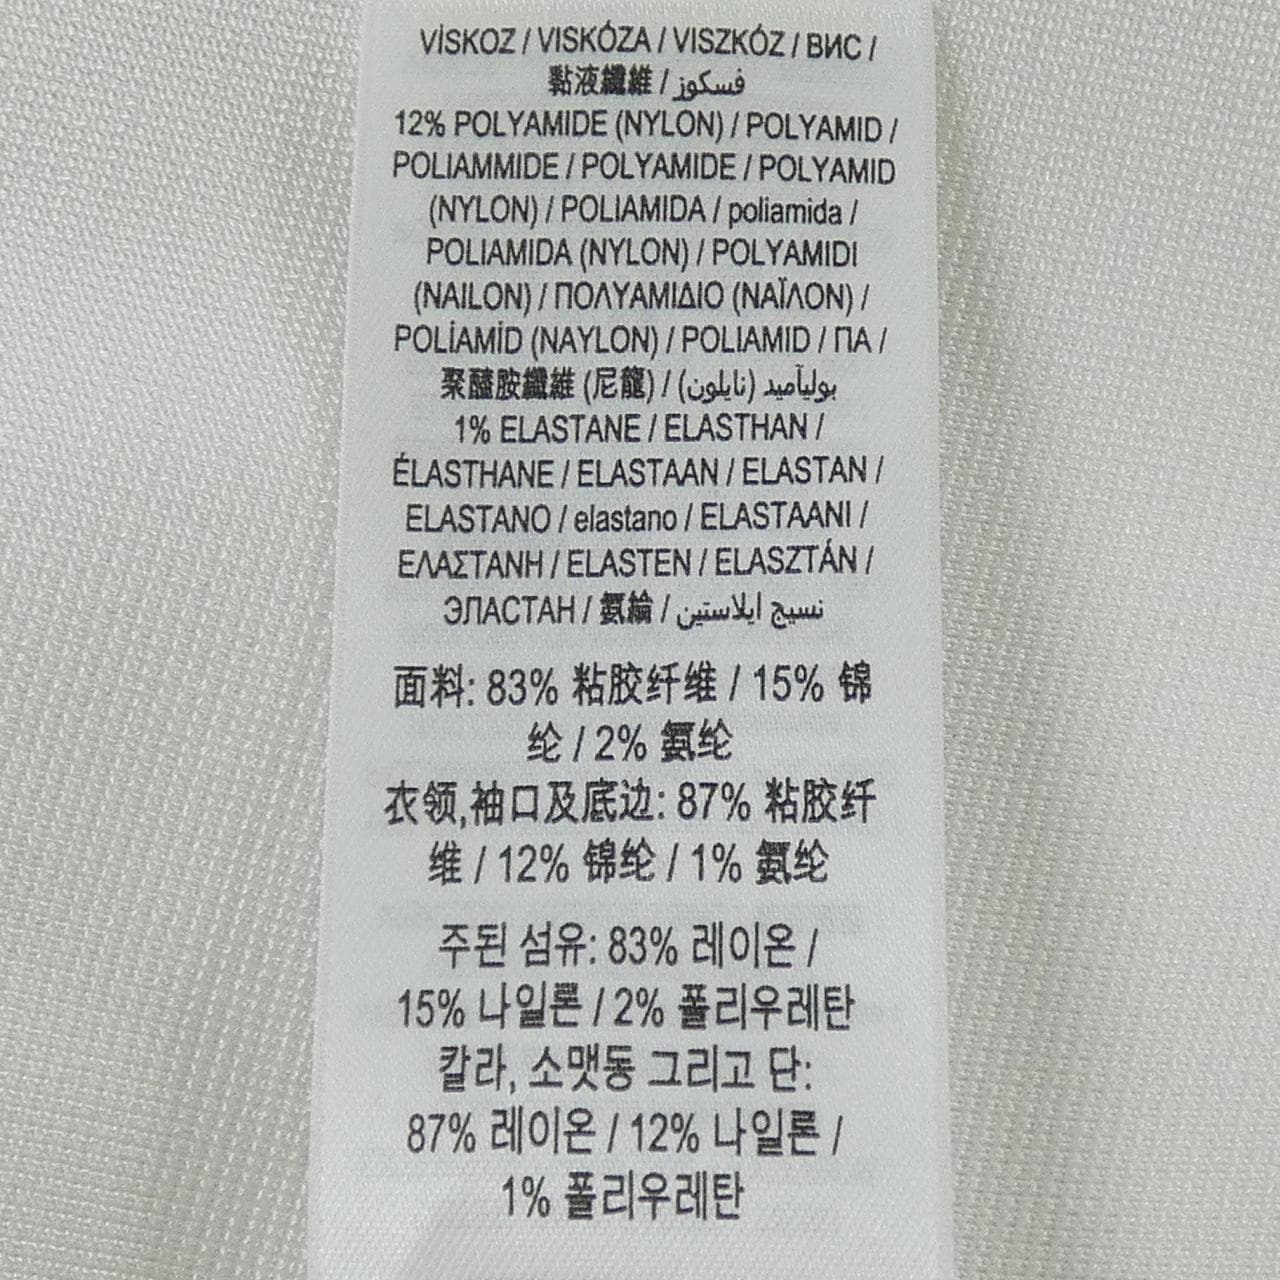 VİSKOZ / VISKÓZA / VISZKÓZ / ВИС /
黏液纖維 / فسكوز
12% POLYAMIDE (NYLON) / POLYAMID /
POLIAMMIDE / POLYAMIDE / POLYAMID
(NYLON) / POLIAMIDA / poliamida /
POLIAMIDA (NYLON) / POLYAMIDI
(NAILON) / ΠΟΛΥΑΜΙΔΙΟ (ΝΑΪΛΟΝ) /
POLİAMİD (NAYLON) / POLIAMID / ПА /
聚醯胺纖維 (尼龍) / بوليآميد (نايلون)
1% ELASTANE / ELASTHAN /
ÉLASTHANE / ELASTAAN / ELASTAN /
ELASTANO / elastano / ELASTAANI /
ΕΛΑΣΤΑΝΗ / ELASTEN / ELASZTÁN /
ЭЛАСТАН / 氨綸 / نسيج ايلاستين
面料: 83% 粘胶纤维 / 15% 锦
纶 / 2% 氨纶
衣领,袖口及底边: 87% 粘胶纤
维 / 12% 锦纶 / 1% 氨纶
주된 섬유: 83% 레이온 /
15% 나일론 / 2% 폴리우레탄
칼라, 소맷동 그리고 단:
87% 레이온 / 12% 나일론 /
1% 폴리우레탄